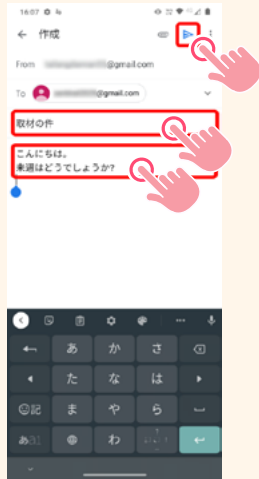 16:07
作成
From @gmail.com
To @gmail.com
取材の件
こんにちは。
来週はどうでしょうか?
あ か さ
た な は
記 ま や ら
あa1 わ